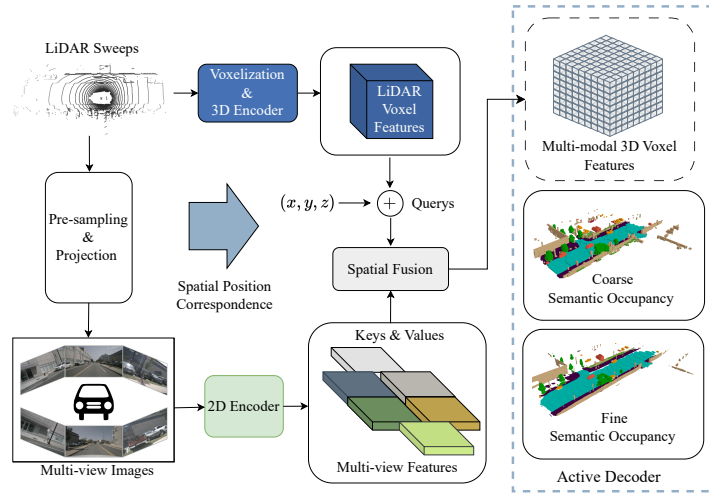 LiDAR Sweeps
Voxelization
&
3D Encoder
LiDAR
Voxel
Features
Multi-modal 3D Voxel
Features
Pre-sampling
&
Projection
Spatial Position
Correspondence
(x, y, z)
+
Querys
Spatial Fusion
Coarse
Semantic Occupancy
Keys & Values
2D Encoder
Multi-view Images
Multi-view Features
Fine
Semantic Occupancy
Active Decoder